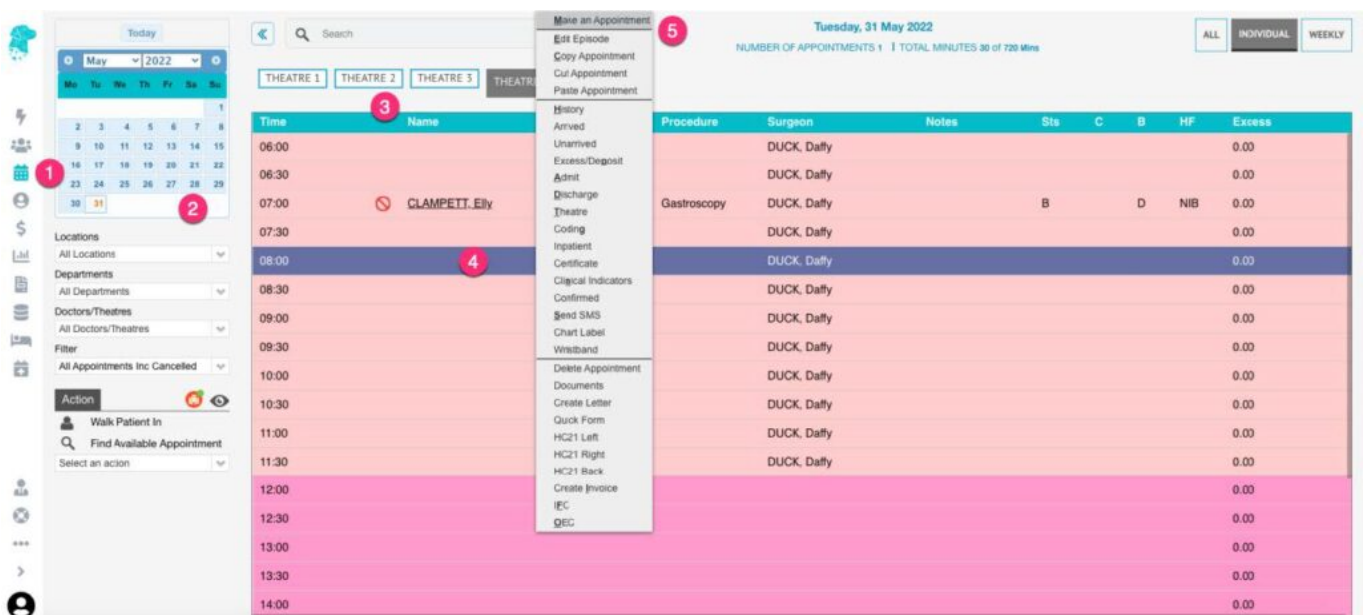 Today
May 2022
Mo Tu We Th Fr Sa Su
1
2 3 4 5 6 7 8
9 10 11 12 13 14 15
16 17 18 19 20 21 22
23 24 25 26 27 28 29
30 31
1
2
Locations
All Locations
Departments
All Departments
Doctors/Theatres
All Doctors/Theatres
Filter
All Appointments Inc Cancelled
Action
Walk Patient In
Find Available Appointment
Select an action
Search
Tuesday, 31 May 2022
NUMBER OF APPOINTMENTS 1 | TOTAL MINUTES 30 of 720 Mins
ALL INDIVIDUAL WEEKLY
THEATRE 1 THEATRE 2 THEATRE 3 THEATR
3
Time Name Procedure Surgeon Notes Sts C B HF Excess
06:00 DUCK, Daffy 0.00
06:30 DUCK, Daffy 0.00
07:00 CLAMPETT, Elly Gastroscopy DUCK, Daffy B D NIB 0.00
07:30 DUCK, Daffy 0.00
08:00 4 DUCK, Daffy 0.00
08:30 DUCK, Daffy 0.00
09:00 DUCK, Daffy 0.00
09:30 DUCK, Daffy 0.00
10:00 DUCK, Daffy 0.00
10:30 DUCK, Daffy 0.00
11:00 DUCK, Daffy 0.00
11:30 DUCK, Daffy 0.00
12:00 0.00
12:30 0.00
13:00 0.00
13:30 0.00
14:00 0.00
Make an Appointment
5
Edit Episode
Copy Appointment
Cut Appointment
Paste Appointment
History
Arrived
Unarrived
Excess/Deposit
Admit
Discharge
Theatre
Coding
Inpatient
Certificate
Clinical Indicators
Confirmed
Send SMS
Chart Label
Wristband
Delete Appointment
Documents
Create Letter
Quick Form
HC21 Left
HC21 Right
HC21 Back
Create Invoice
IFC
OEC